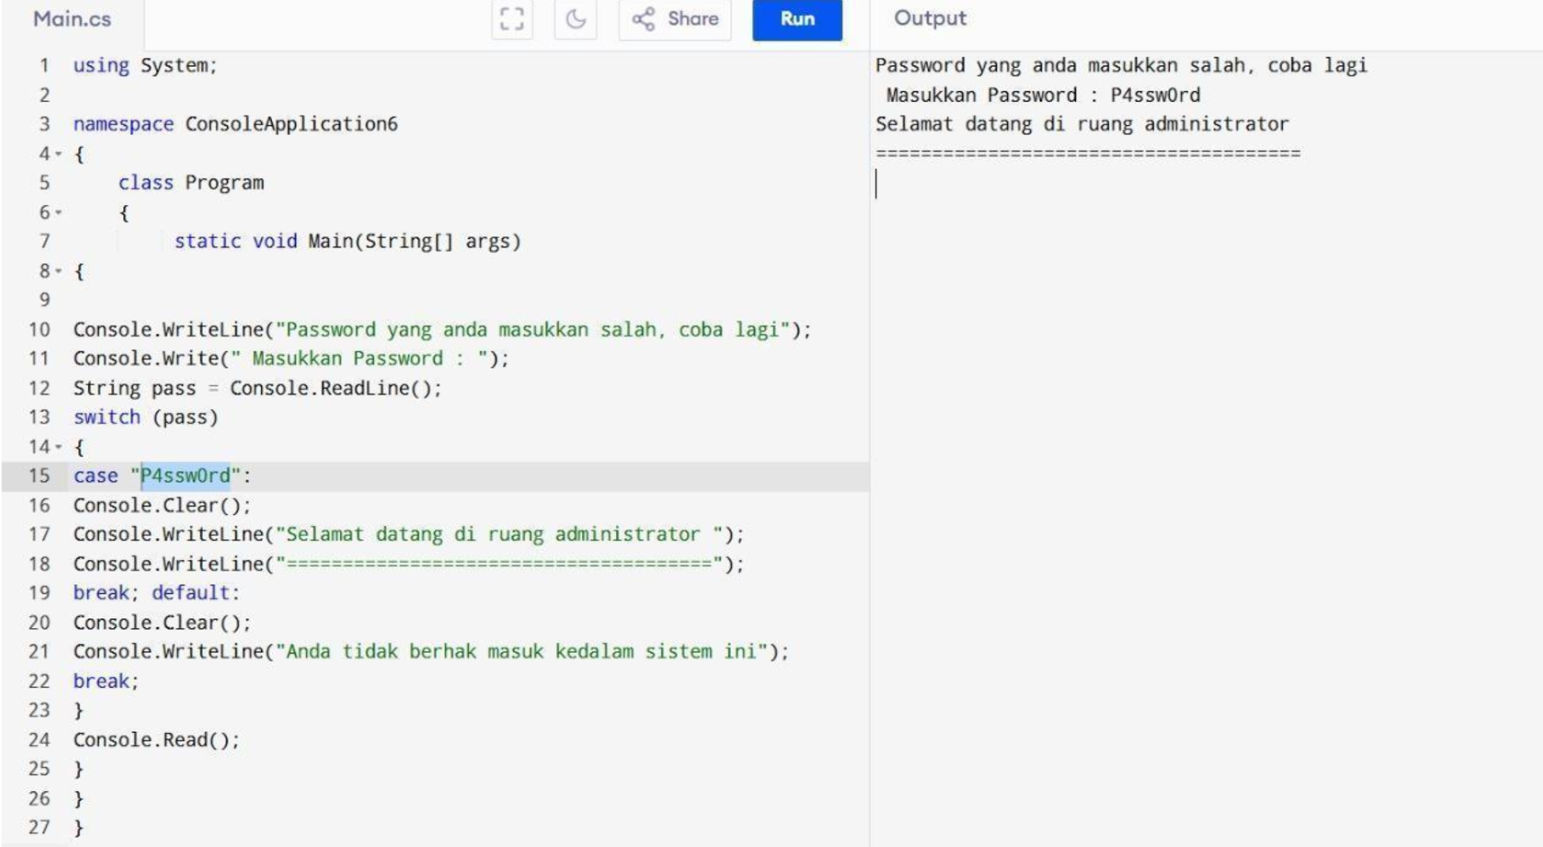 Main.cs
Share
Run
Output
1 using System;
2
3 namespace ConsoleApplication6
4 {
5 class Program
6 {
7 static void Main(String[] args)
8 {
9
10 Console.WriteLine("Password yang anda masukkan salah, coba lagi");
11 Console.Write(" Masukkan Password : ");
12 String pass = Console.ReadLine();
13 switch (pass)
14 {
15 case "P4ssw0rd":
16 Console.Clear();
17 Console.WriteLine("Selamat datang di ruang administrator ");
18 Console.WriteLine("======================================");
19 break; default:
20 Console.Clear();
21 Console.WriteLine("Anda tidak berhak masuk kedalam sistem ini");
22 break;
23 }
24 Console.Read();
25 }
26 }
27 }
Password yang anda masukkan salah, coba lagi
Masukkan Password : P4ssw0rd
Selamat datang di ruang administrator
======================================